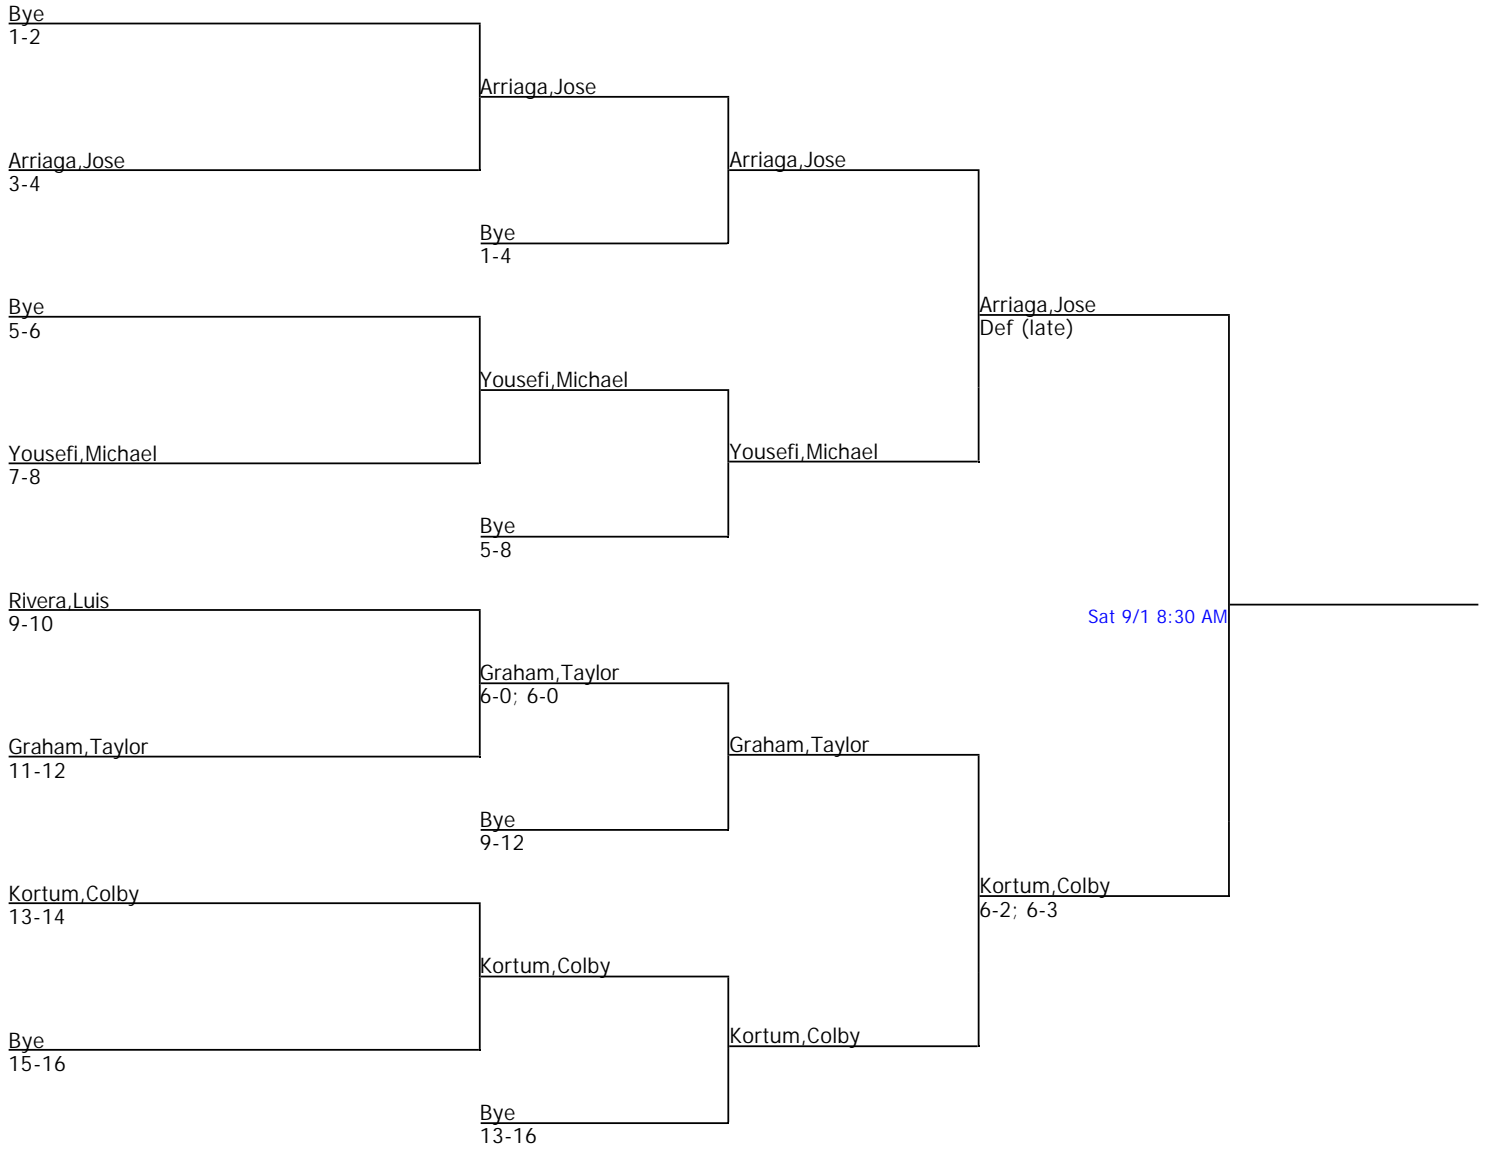 Bye
1-2
Arriaga,Jose
Arriaga,Jose
3-4
Arriaga,Jose
Bye
1-4
Bye
5-6
Arriaga,Jose
Def (late)
Yousefi,Michael
Yousefi,Michael
7-8
Yousefi,Michael
Bye
5-8
Rivera,Luis
9-10
Sat 9/1 8:30 AM
Graham,Taylor
6-0; 6-0
Graham,Taylor
11-12
Graham,Taylor
Bye
9-12
Kortum,Colby
13-14
Kortum,Colby
6-2; 6-3
Kortum,Colby
Bye
15-16
Kortum,Colby
Bye
13-16